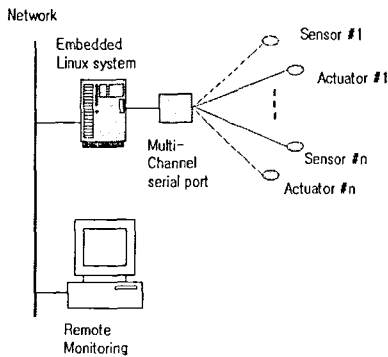 Network
Embedded
Linux system
Sensor #1
Actuator #1
Multi-
Channel
serial port
Sensor #n
Actuator #n
Remote
Monitoring